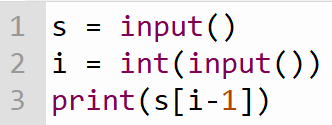 1 s = input()
2 i = int(input())
3 print(s[i-1])